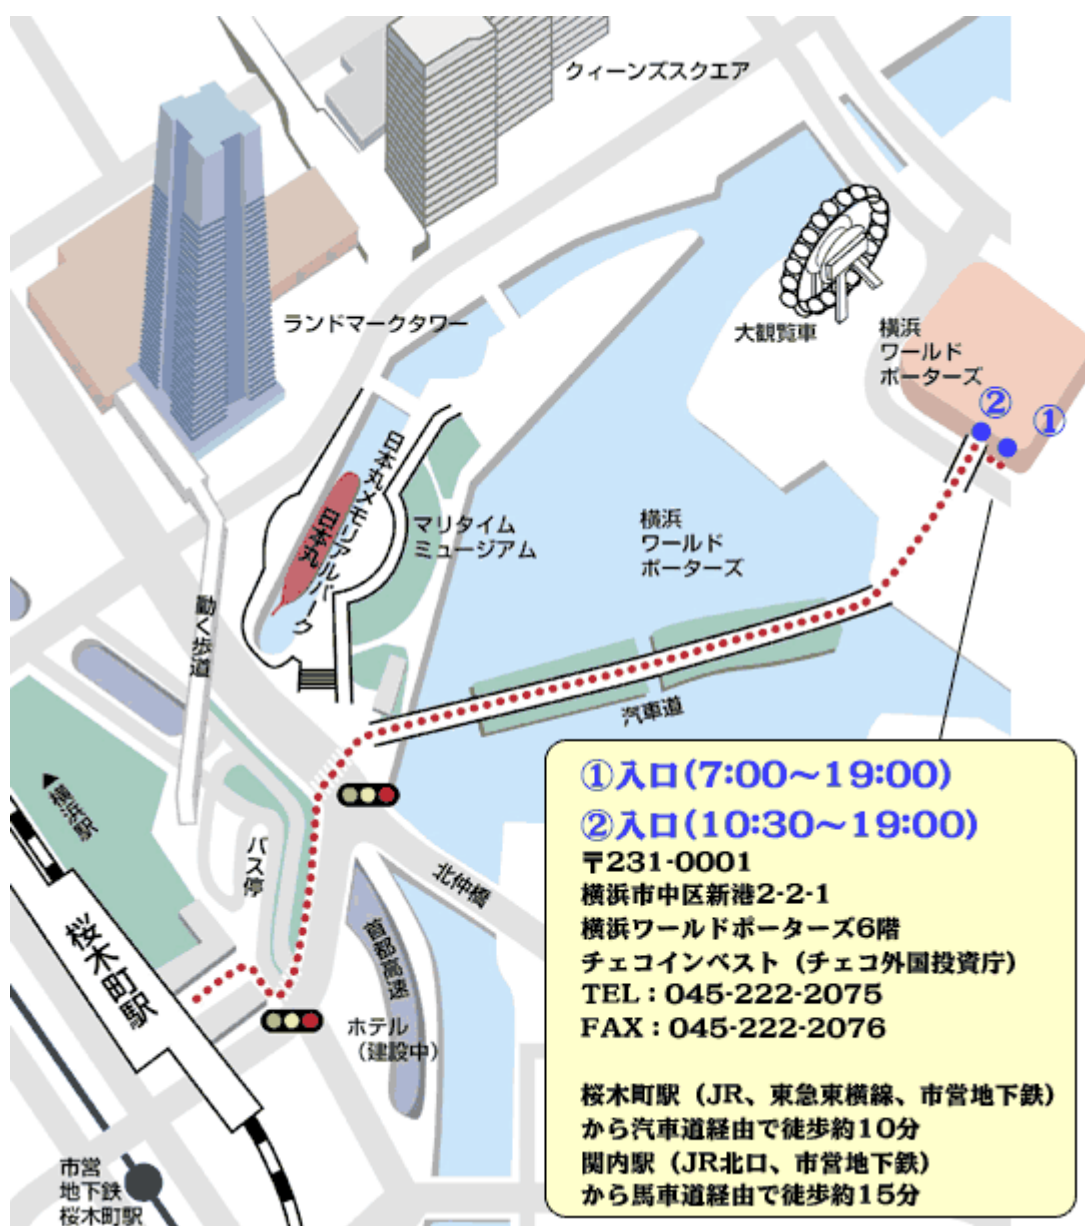 クィーンズスクエア
ランドマークタワー
大観覧車
横浜
ワールド
ポーターズ
②
①
日本丸メモリアルパーク
日本丸
マリタイム
ミュージアム
横浜
ワールド
ポーターズ
動く歩道
汽車道
横浜駅
バス停
北仲橋
桜木町駅
首都高速
ホテル
（建設中）
市営
地下鉄
桜木町駅
①入口(7:00～19:00)
②入口(10:30～19:00)
〒231-0001
横浜市中区新港2-2-1
横浜ワールドポーターズ6階
チェコインベスト（チェコ外国投資庁）
TEL：045-222-2075
FAX：045-222-2076
桜木町駅（JR、東急東横線、市営地下鉄）
から汽車道経由で徒歩約10分
関内駅（JR北口、市営地下鉄）
から馬車道経由で徒歩約15分